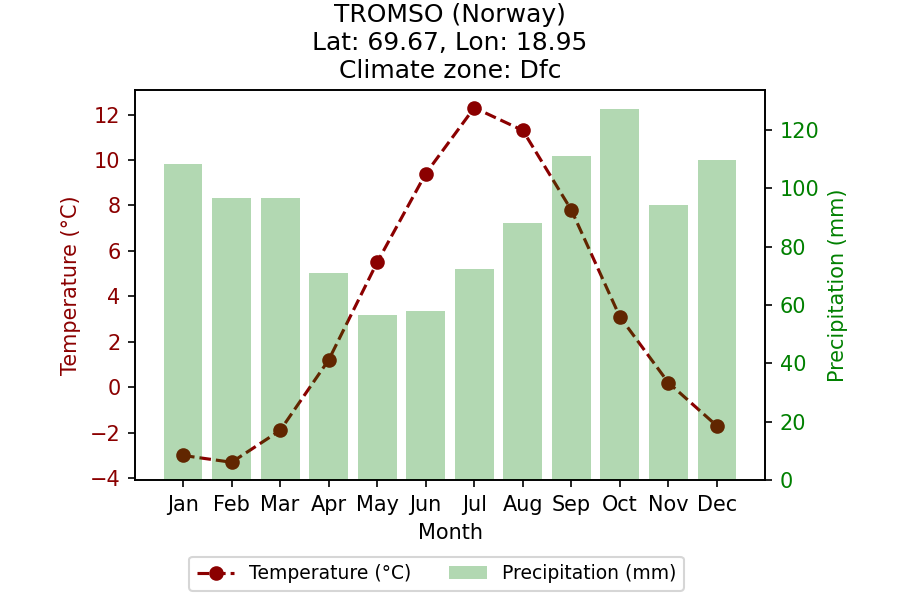 TROMSO (Norway)
Lat: 69.67, Lon: 18.95
Climate zone: Dfc
Temperature (°C)
12
10
8
6
4
2
0
−2
−4
120
100
80
60
40
20
0
Precipitation (mm)
Jan Feb Mar Apr May Jun Jul Aug Sep Oct Nov Dec
Month
Temperature (°C) Precipitation (mm)